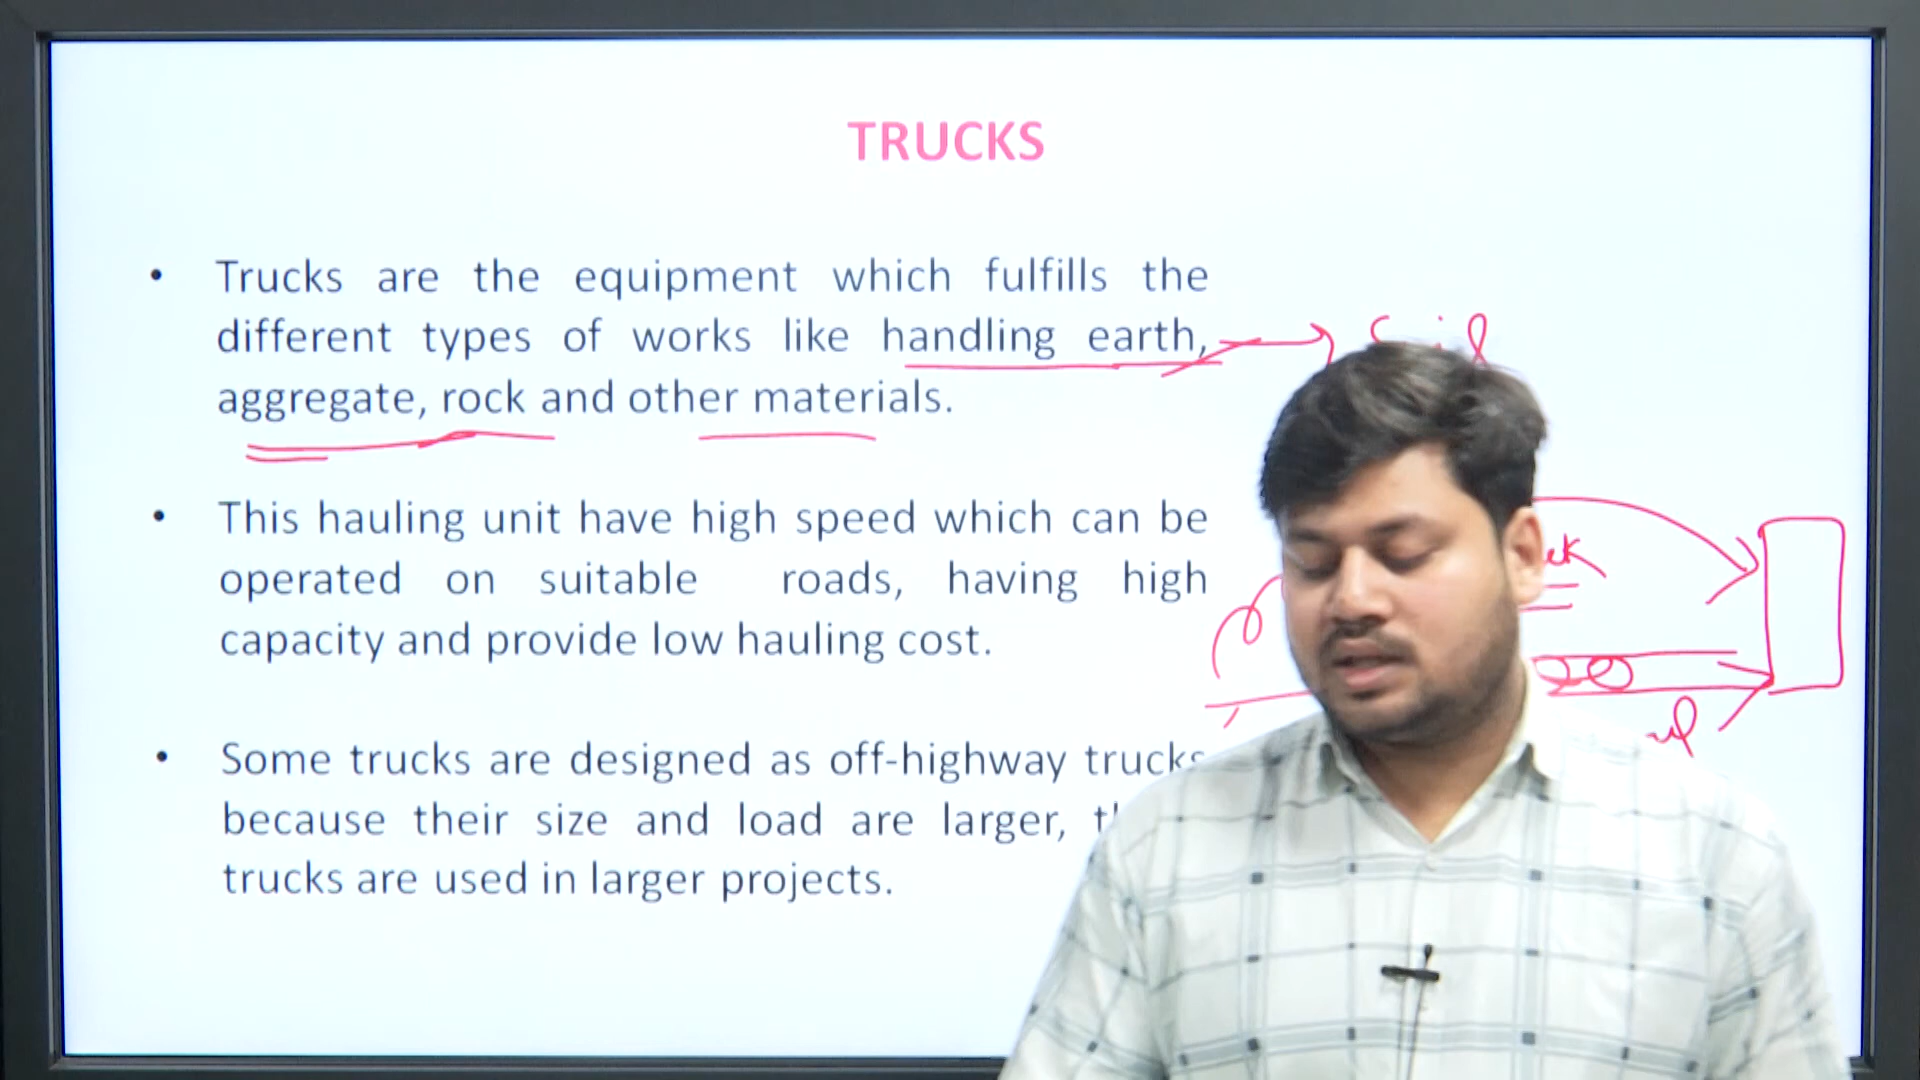 TRUCKS
• Trucks are the equipment which fulfills the
different types of works like handling earth,
aggregate, rock and other materials.
• This hauling unit have high speed which can be
operated on suitable roads, having high
capacity and provide low hauling cost.
• Some trucks are designed as off-highway trucks
because their size and load are larger,
trucks are used in larger projects.